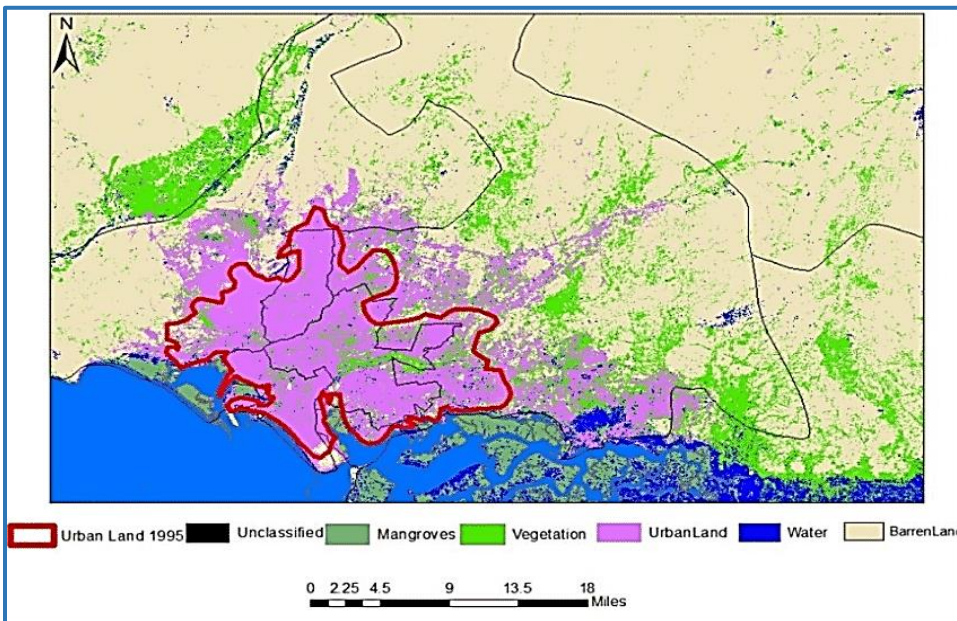 N
Urban Land 1995 Unclassified Mangroves Vegetation UrbanLand Water BarrenLand
0 2.25 4.5 9 13.5 18
Miles